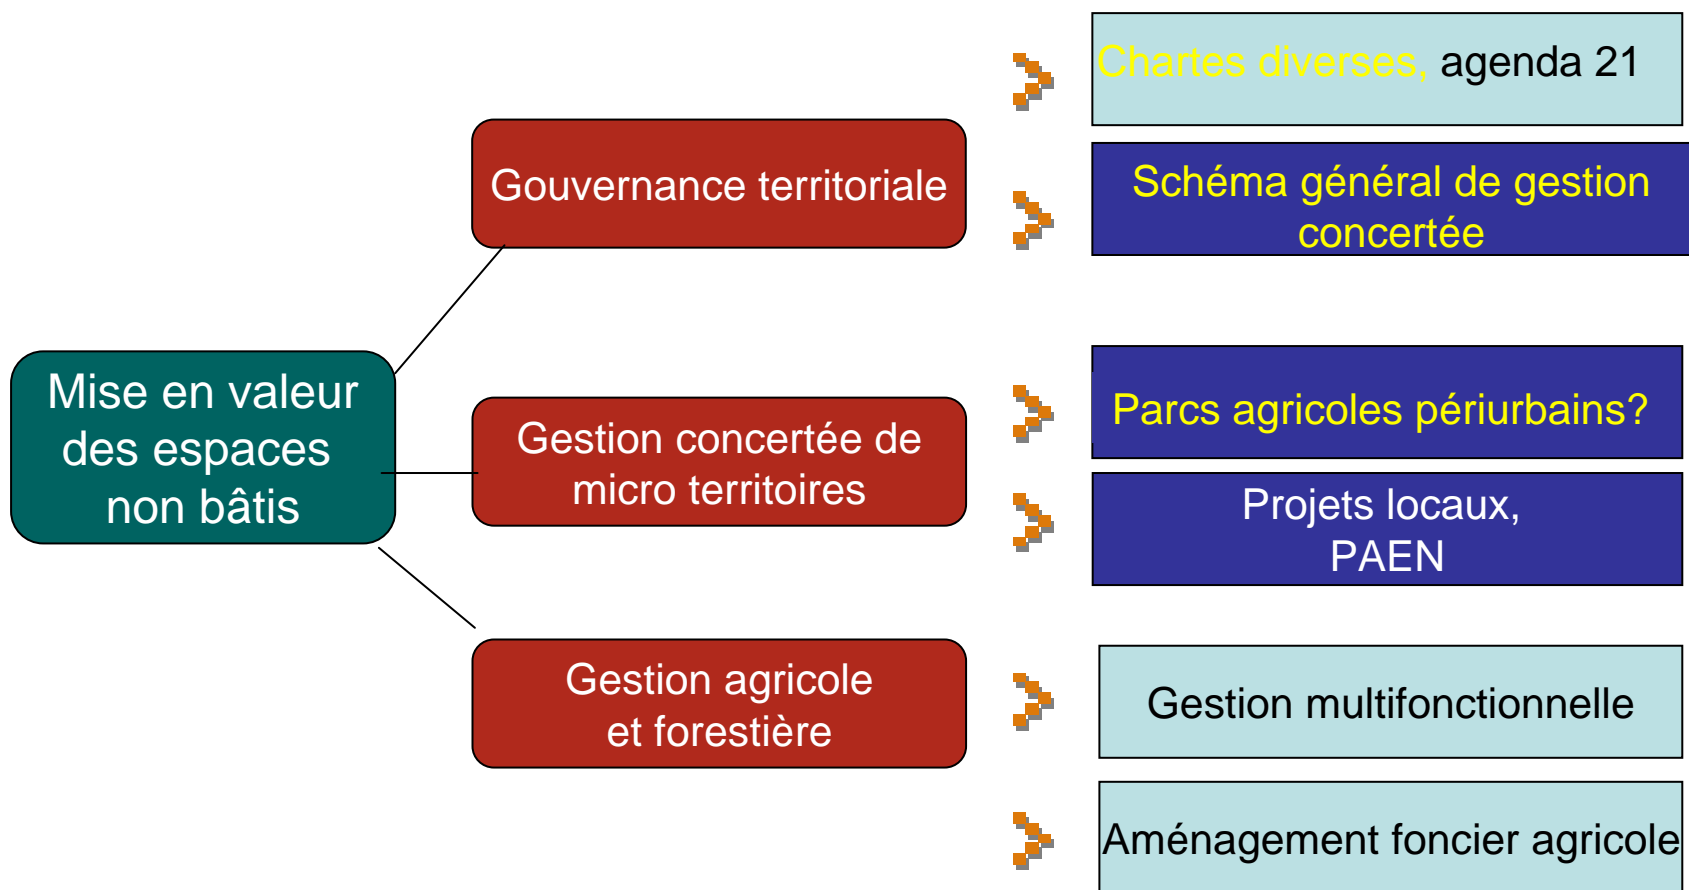 Mise en valeur
des espaces
non bâtis
Gouvernance territoriale
Chartes diverses, agenda 21
Schéma général de gestion
concertée
Gestion concertée de
micro territoires
Parcs agricoles périurbains?
Projets locaux,
PAEN
Gestion agricole
et forestière
Gestion multifonctionnelle
Aménagement foncier agricole